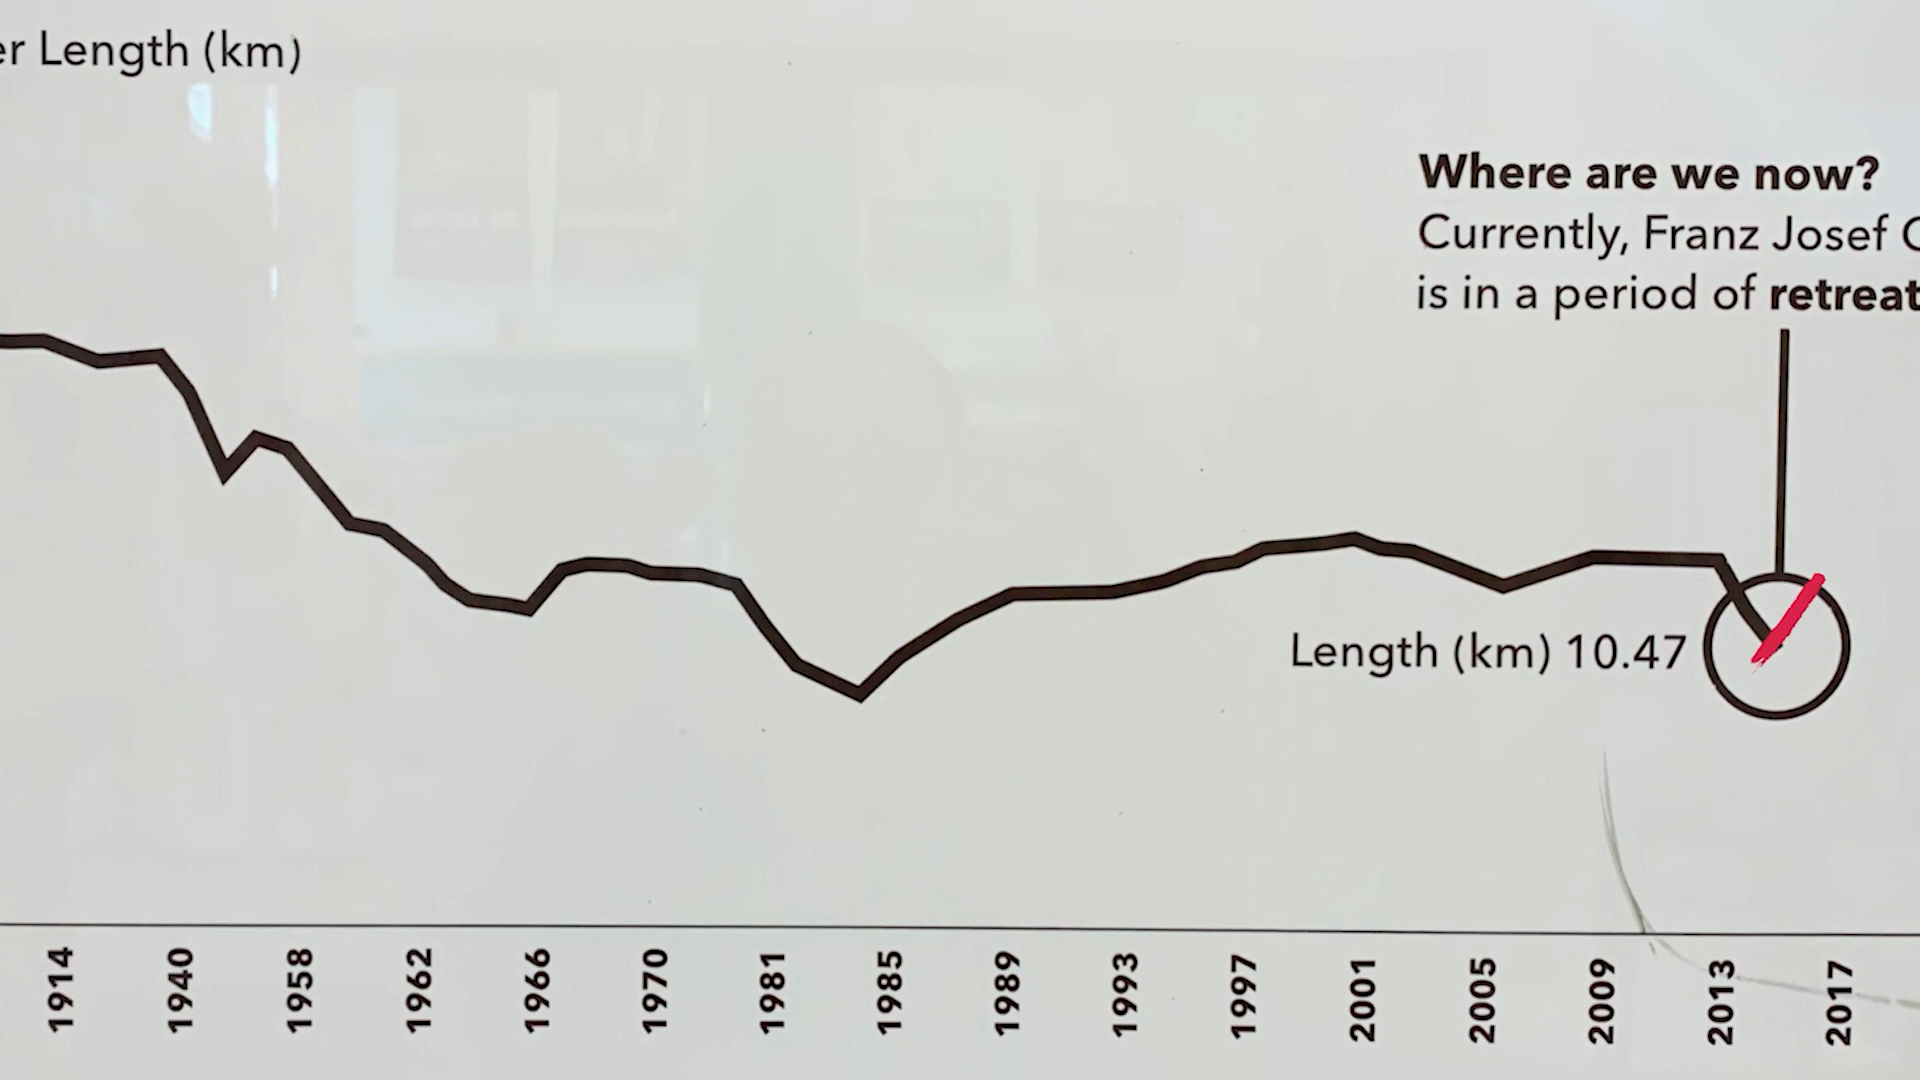 er Length (km)
Where are we now?
Currently, Franz Josef
is in a period of retreat
Length (km) 10.47
1914 1940 1958 1962 1966 1970 1981 1985 1989 1993 1997 2001 2005 2009 2013 2017